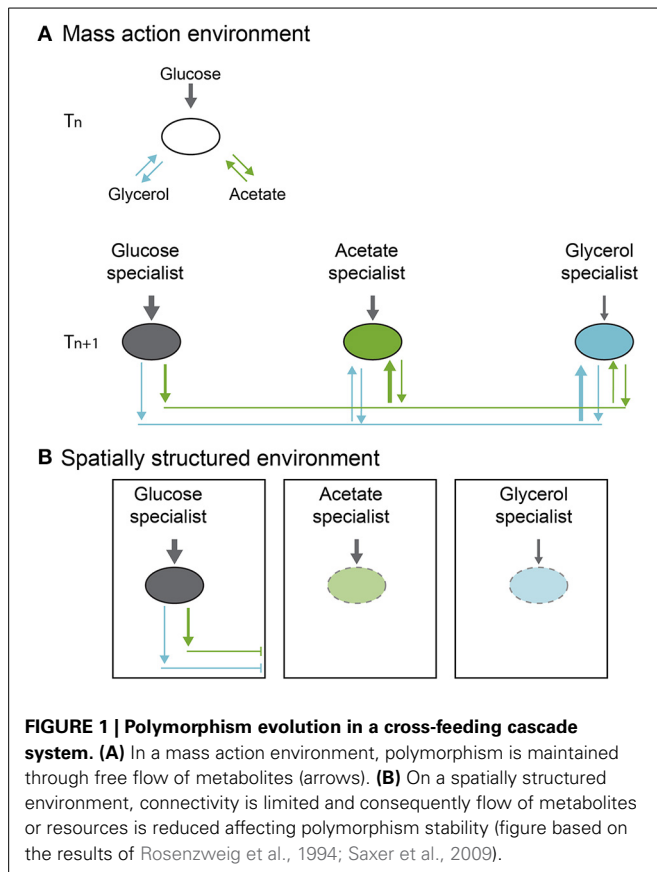 A Mass action environment
Glucose
Tn
Glycerol
Acetate
Glucose
specialist
Acetate
specialist
Glycerol
specialist
Tn+1
B Spatially structured environment
Glucose
specialist
Acetate
specialist
Glycerol
specialist
FIGURE 1 | Polymorphism evolution in a cross-feeding cascade
system. (A) In a mass action environment, polymorphism is maintained
through free flow of metabolites (arrows). (B) On a spatially structured
environment, connectivity is limited and consequently flow of metabolites
or resources is reduced affecting polymorphism stability (figure based on
the results of Rosenzweig et al., 1994; Saxer et al., 2009).